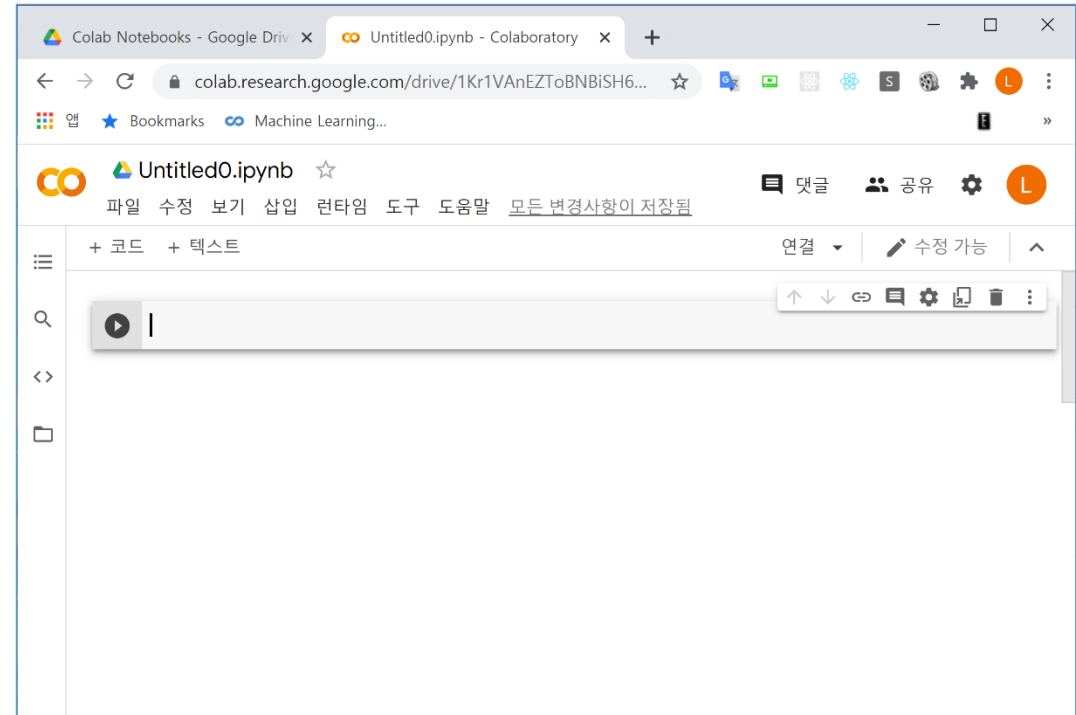 Colab Notebooks - Google Driv
Untitled0.ipynb - Colaboratory
colab.research.google.com/drive/1Kr1VAnEZToBNBiSH6...
S
L
앱 Bookmarks Machine Learning...
Untitled0.ipynb
댓글 공유 L
파일 수정 보기 삽입 런타임 도구 도움말 모든 변경사항이 저장됨
+ 코드 + 텍스트 연결 수정 가능